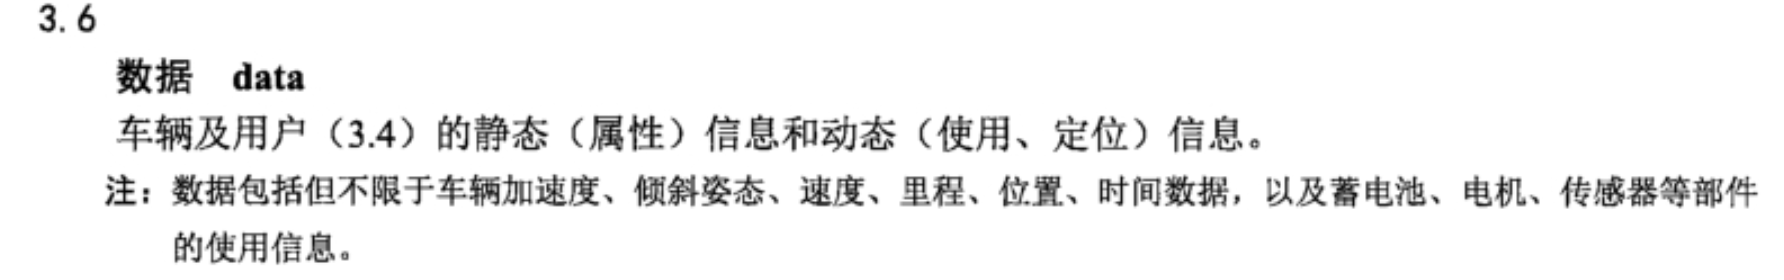 3.6
数据 data
车辆及用户（3.4）的静态（属性）信息和动态（使用、定位）信息。
注：数据包括但不限于车辆加速度、倾斜姿态、速度、里程、位置、时间数据，以及蓄电池、电机、传感器等部件
的使用信息。